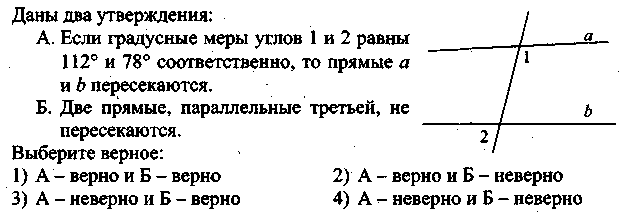 Даны два утверждения:
А. Если градусные меры углов 1 и 2 равны
112° и 78° соответственно, то прямые a
и b пересекаются.
Б. Две прямые, параллельные третьей, не
пересекаются.
Выберите верное:
1) А – верно и Б – верно 2) А – верно и Б – неверно
3) А – неверно и Б – верно 4) А – неверно и Б – неверно
a
1
b
2